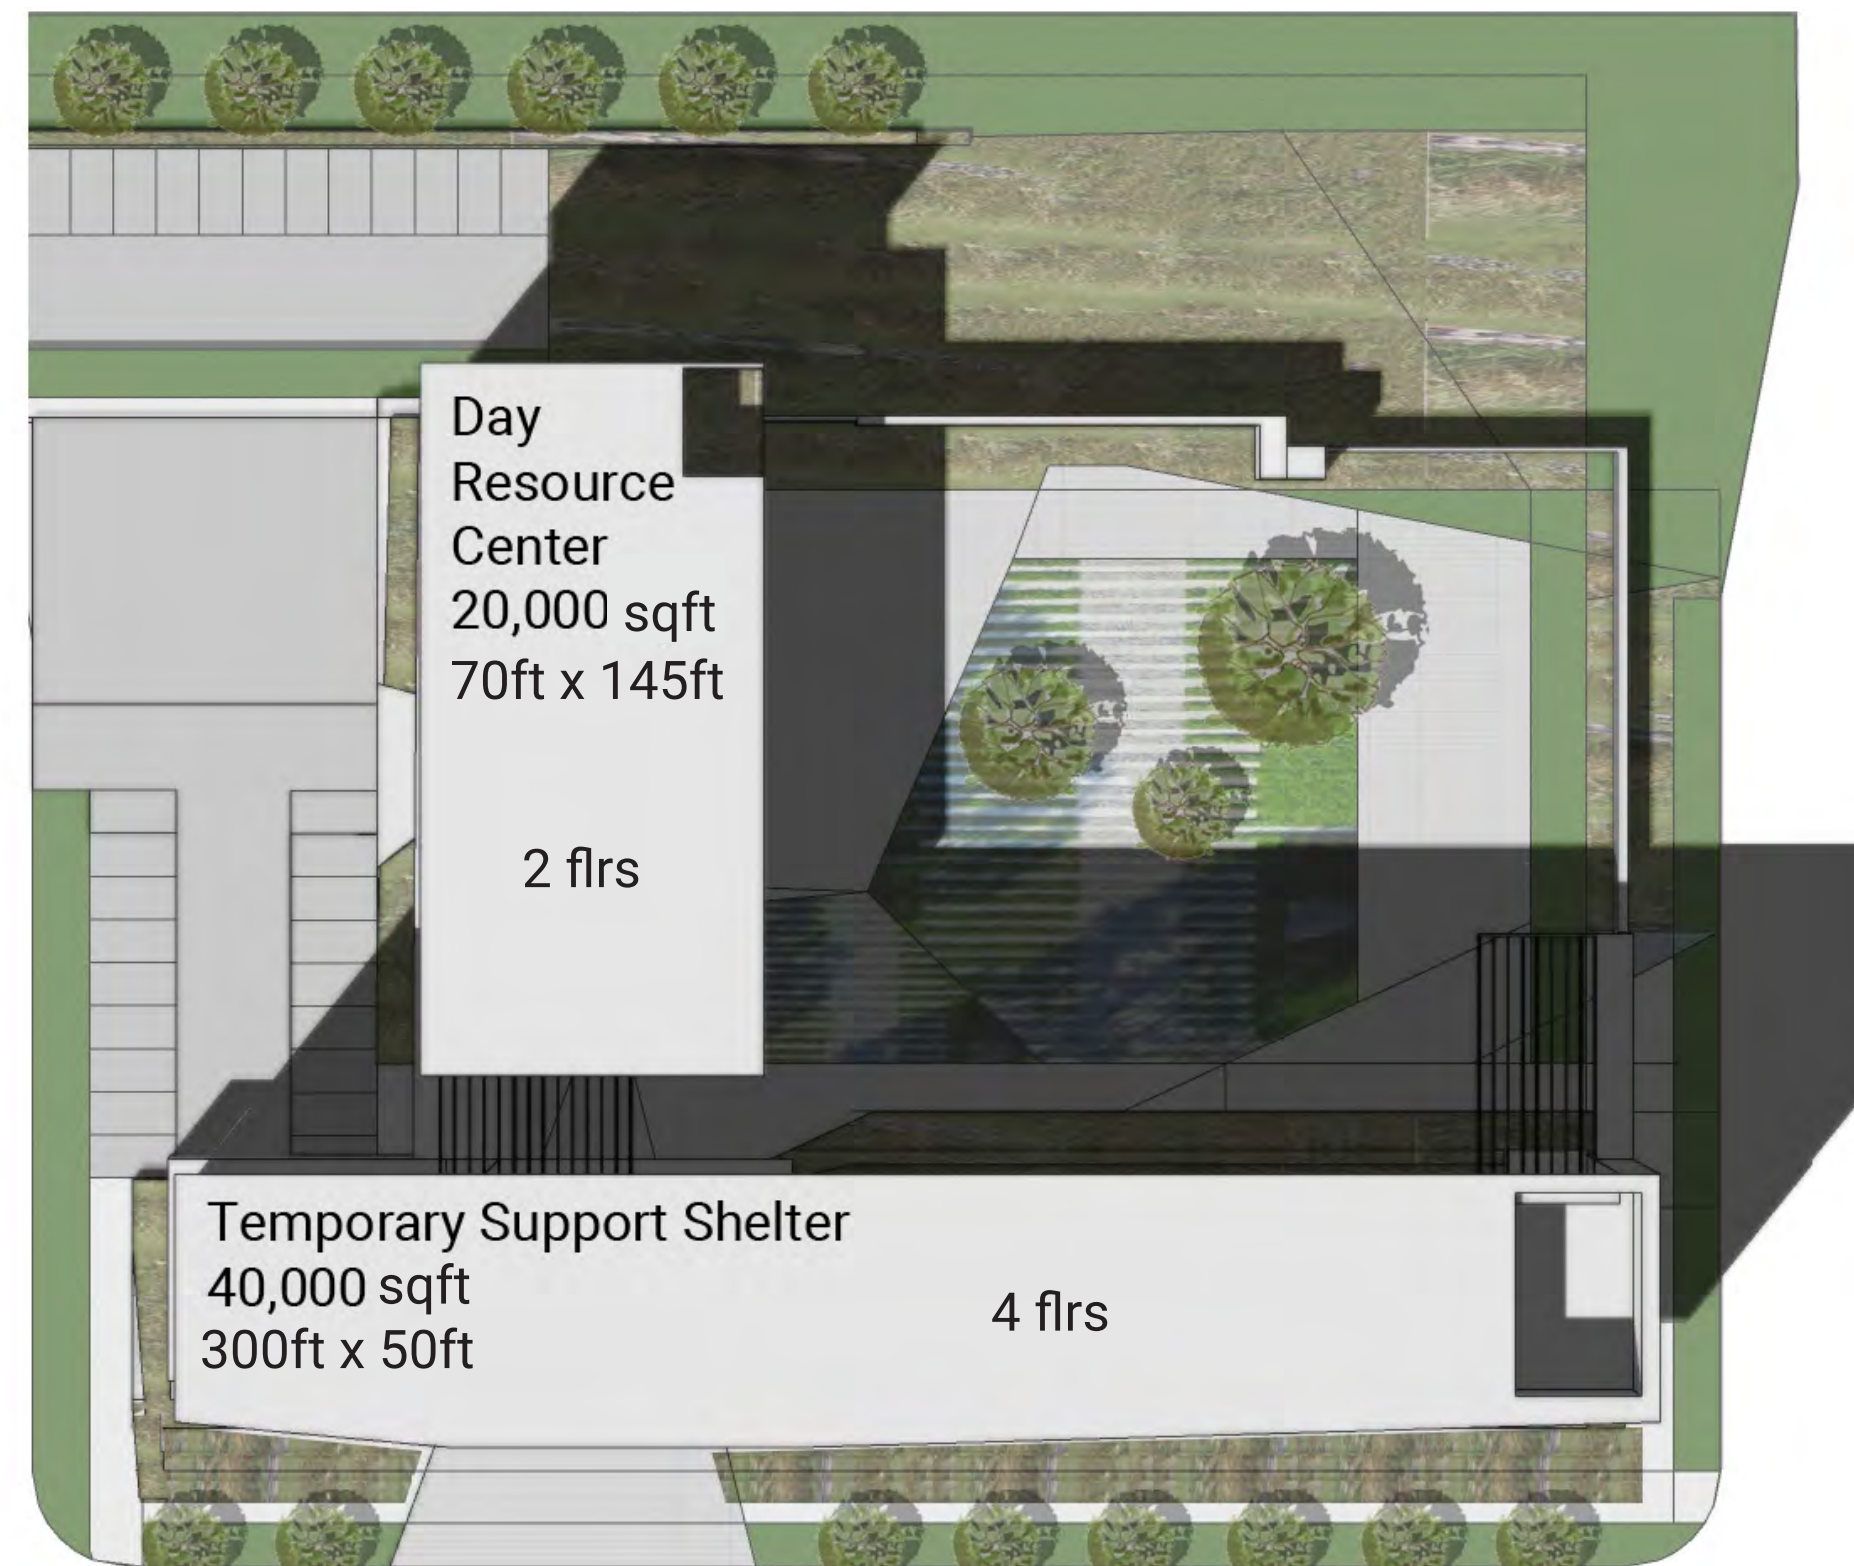 Day
Resource
Center
20,000 sqft
70ft x 145ft
2 flrs
Temporary Support Shelter
40,000 sqft
300ft x 50ft
4 flrs